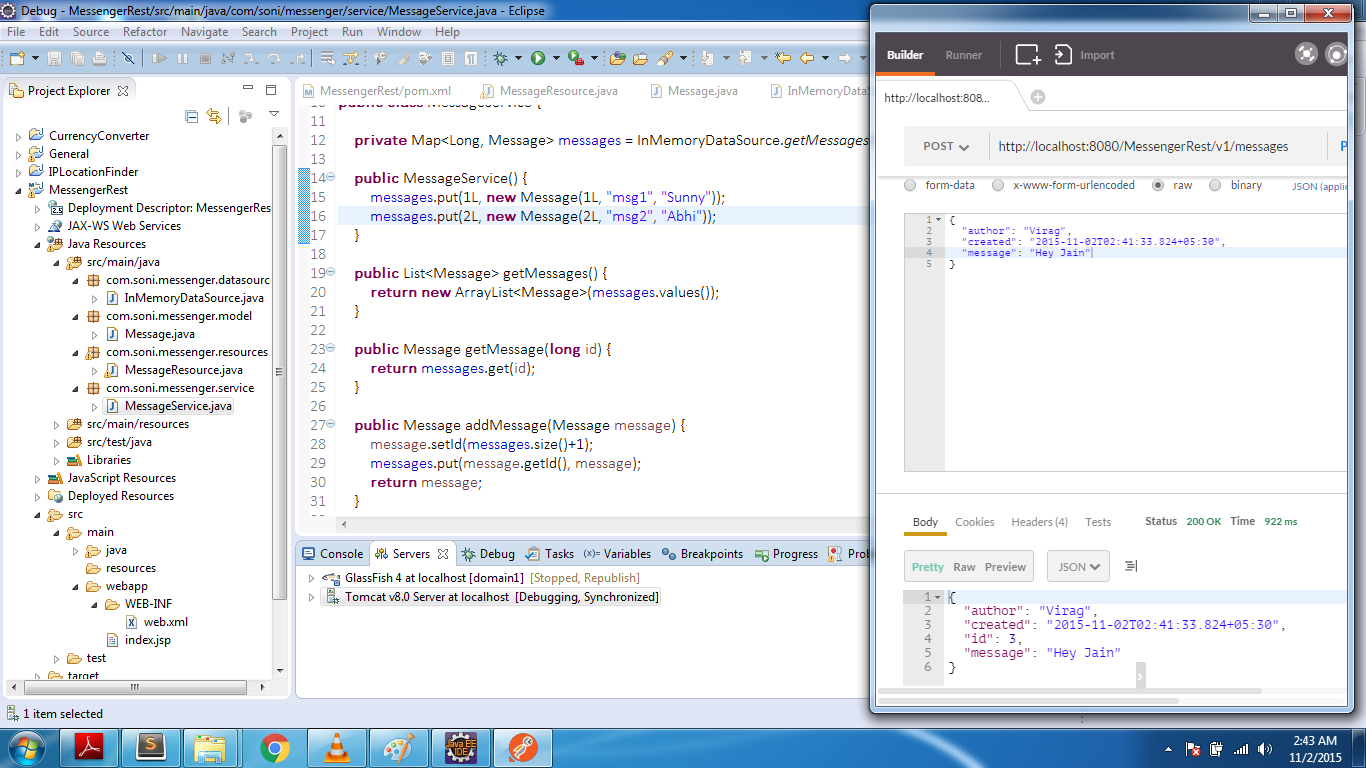 Debug - MessengerRest/src/main/java/com/soni/messenger/service/MessageService.java - Eclipse
File Edit Source Refactor Navigate Search Project Run Window Help
Project Explorer
CurrencyConverter
General
IPLocationFinder
MessengerRest
Deployment Descriptor: MessengerRes
JAX-WS Web Services
Java Resources
src/main/java
com.soni.messenger.datasourc
InMemoryDataSource.java
com.soni.messenger.model
Message.java
com.soni.messenger.resources
MessageResource.java
com.soni.messenger.service
MessageService.java
src/main/resources
src/test/java
Libraries
JavaScript Resources
Deployed Resources
src
main
java
resources
webapp
WEB-INF
web.xml
index.jsp
test
target
1 item selected
MessengerRest/pom.xml MessageResource.java Message.java InMemoryDataS
10 public class MessageService {
11
12 private Map<Long, Message> messages = InMemoryDataSource.getMessages
13
14 public MessageService() {
15 messages.put(1L, new Message(1L, "msg1", "Sunny"));
16 messages.put(2L, new Message(2L, "msg2", "Abhi"));
17 }
18
19 public List<Message> getMessages() {
20 return new ArrayList<Message>(messages.values());
21 }
22
23 public Message getMessage(long id) {
24 return messages.get(id);
25 }
26
27 public Message addMessage(Message message) {
28 message.setId(messages.size()+1);
29 messages.put(message.getId(), message);
30 return message;
31 }
Console Servers Debug Tasks (x)= Variables Breakpoints Progress Prob
GlassFish 4 at localhost [domain1] [Stopped, Republish]
Tomcat v8.0 Server at localhost [Debugging, Synchronized]
Builder Runner Import
http://localhost:808...
POST http://localhost:8080/MessengerRest/v1/messages P
form-data x-www-form-urlencoded raw binary JSON (applic
1 {
2 "author": "Virag",
3 "created": "2015-11-02T02:41:33.824+05:30",
4 "message": "Hey Jain"
5 }
Body Cookies Headers (4) Tests Status 200 OK Time 922 ms
Pretty Raw Preview JSON
1 {
2 "author": "Virag",
3 "created": "2015-11-02T02:41:33.824+05:30",
4 "id": 3,
5 "message": "Hey Jain"
6 }
Java EE
IDE
2:43 AM
11/2/2015